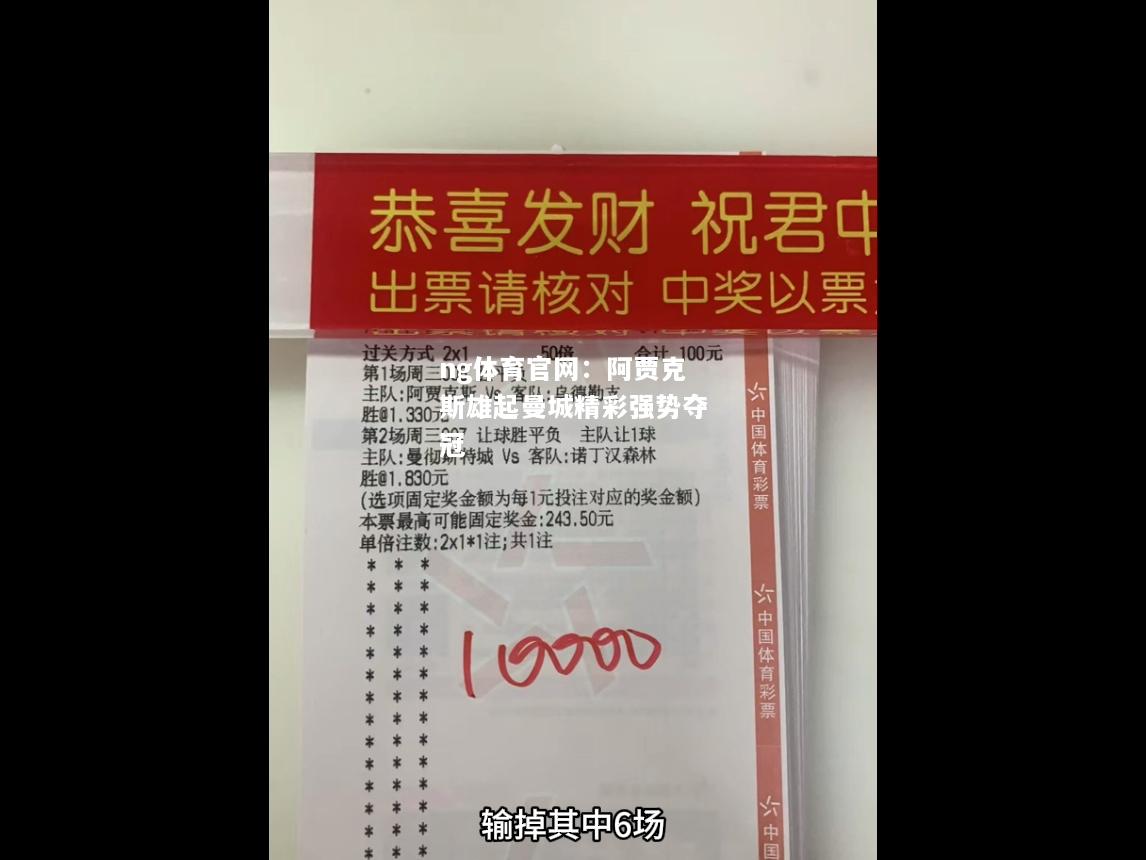 恭喜发财 祝君中
出票请核对 中奖以票
过关方式 2x1 50倍 合计 100元
第1场周三
主队:阿贾克斯 Vs 客队:乌德勒支
胜@1.330元
第2场周三007 让球胜平负 主队让1球
主队:曼彻斯特城 Vs 客队:诺丁汉森林
胜@1.830元
(选项固定奖金额为每1元投注对应的奖金额)
本票最高可能固定奖金:243.50元
单倍注数:2x1*1注;共1注
ng体育官网：阿贾克
斯雄起曼城精彩强势夺
冠
* * *
* * *
* * *
* * *
* * *
* * *
* * *
* * *
* * *
* * *
* * *
* * *
* * *
* * *
10000
中国体育彩票
中国体育彩票
中国
输掉其中6场